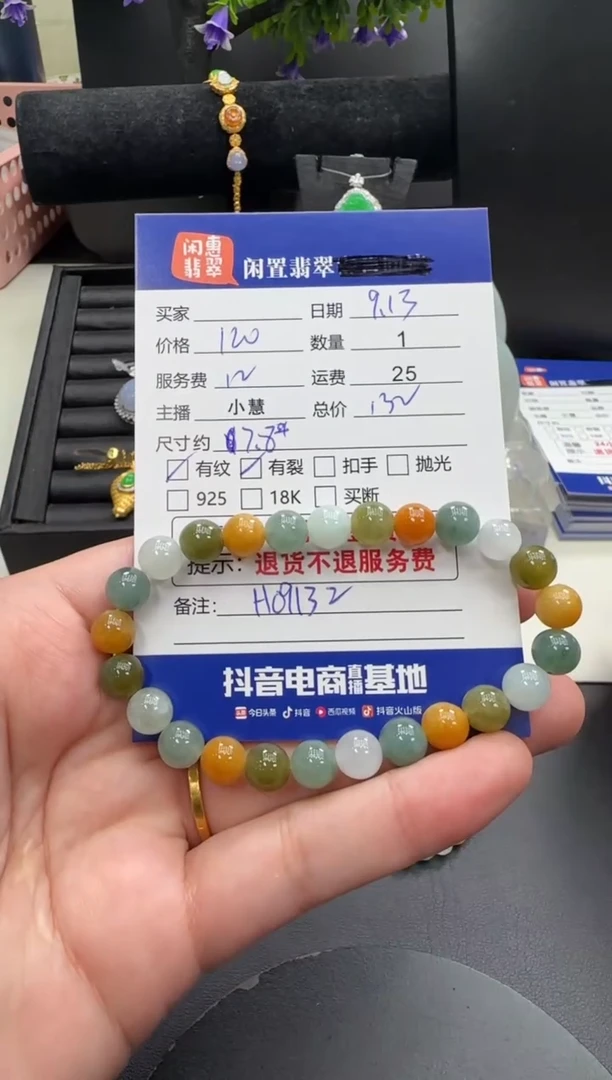 闲惠翡翠
闲置翡翠
买家 日期 9.13
价格 120 数量 1
服务费 12 运费 25
主播 小慧 总价 132
尺寸约 7.8
有纹 有裂 扣手 抛光
925 18K 买断
提示：退货不退服务费
备注: H09132
抖音电商直播基地
今日头条 抖音 西瓜视频 抖音火山版